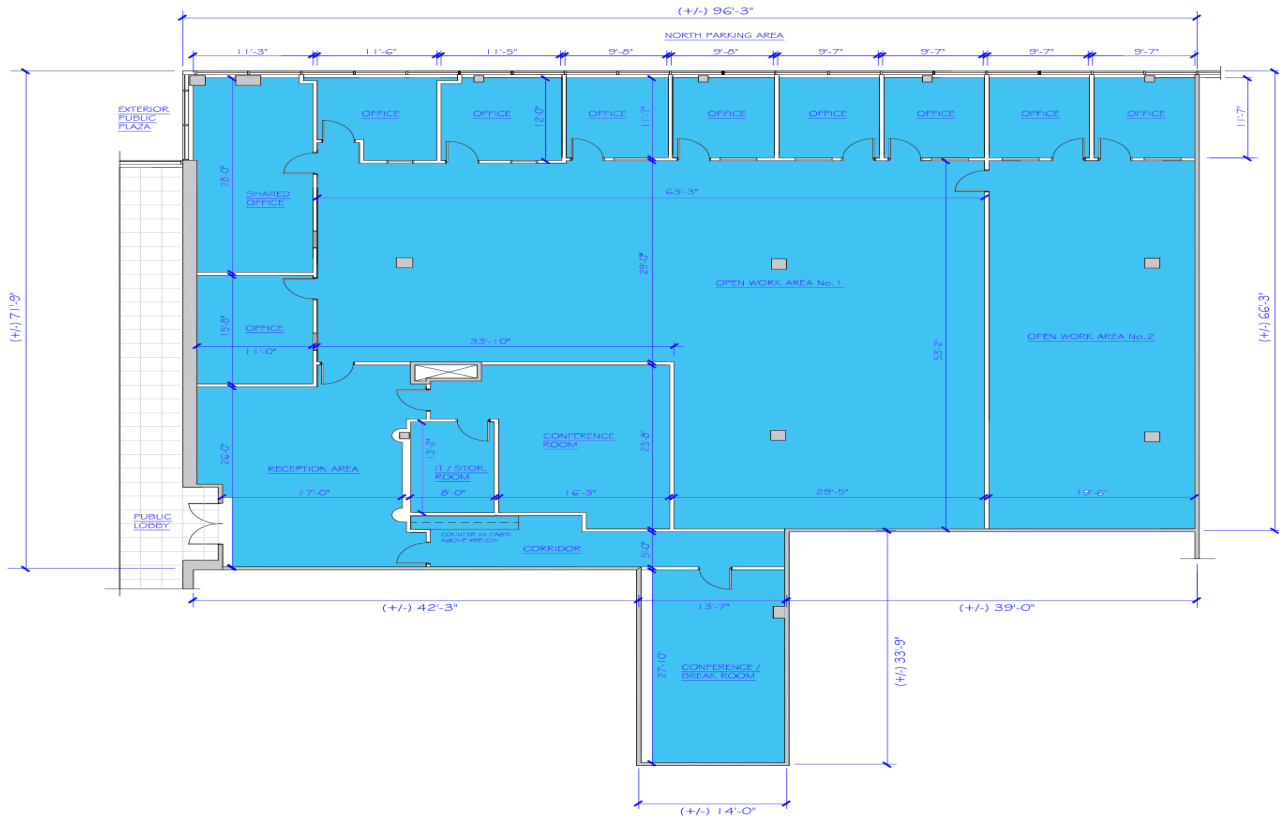 (+/-) 96'-3"
NORTH PARKING AREA
11'-3"
11'-6"
11'-5"
9'-8"
9'-8"
9'-7"
9'-7"
9'-7"
9'-7"
EXTERIOR
PUBLIC
PLAZA
OFFICE
OFFICE
12'-0"
OFFICE
11'-7"
OFFICE
OFFICE
OFFICE
OFFICE
OFFICE
11'-7"
28'-0"
SHARED
OFFICE
63'-3"
29'-0"
OPEN WORK AREA No. 1
(+/-) 71'-9"
(+/-) 66'-3"
15'-8"
OFFICE
11'-0"
33'-10"
53'-2"
OPEN WORK AREA No. 2
26'-0"
RECEPTION AREA
17'-0"
13'-2"
IT / STOR.
ROOM
8'-0"
CONFERENCE
ROOM
16'-3"
23'-8"
29'-5"
19'-6"
PUBLIC
LOBBY
COUNTER W/ CABS
ABOVE &BELOW
CORRIDOR
5'-0"
(+/-) 42'-3"
13'-7"
(+/-) 39'-0"
27'-10"
CONFERENCE /
BREAK ROOM
(+/-) 33'-9"
(+/-) 14'-0"